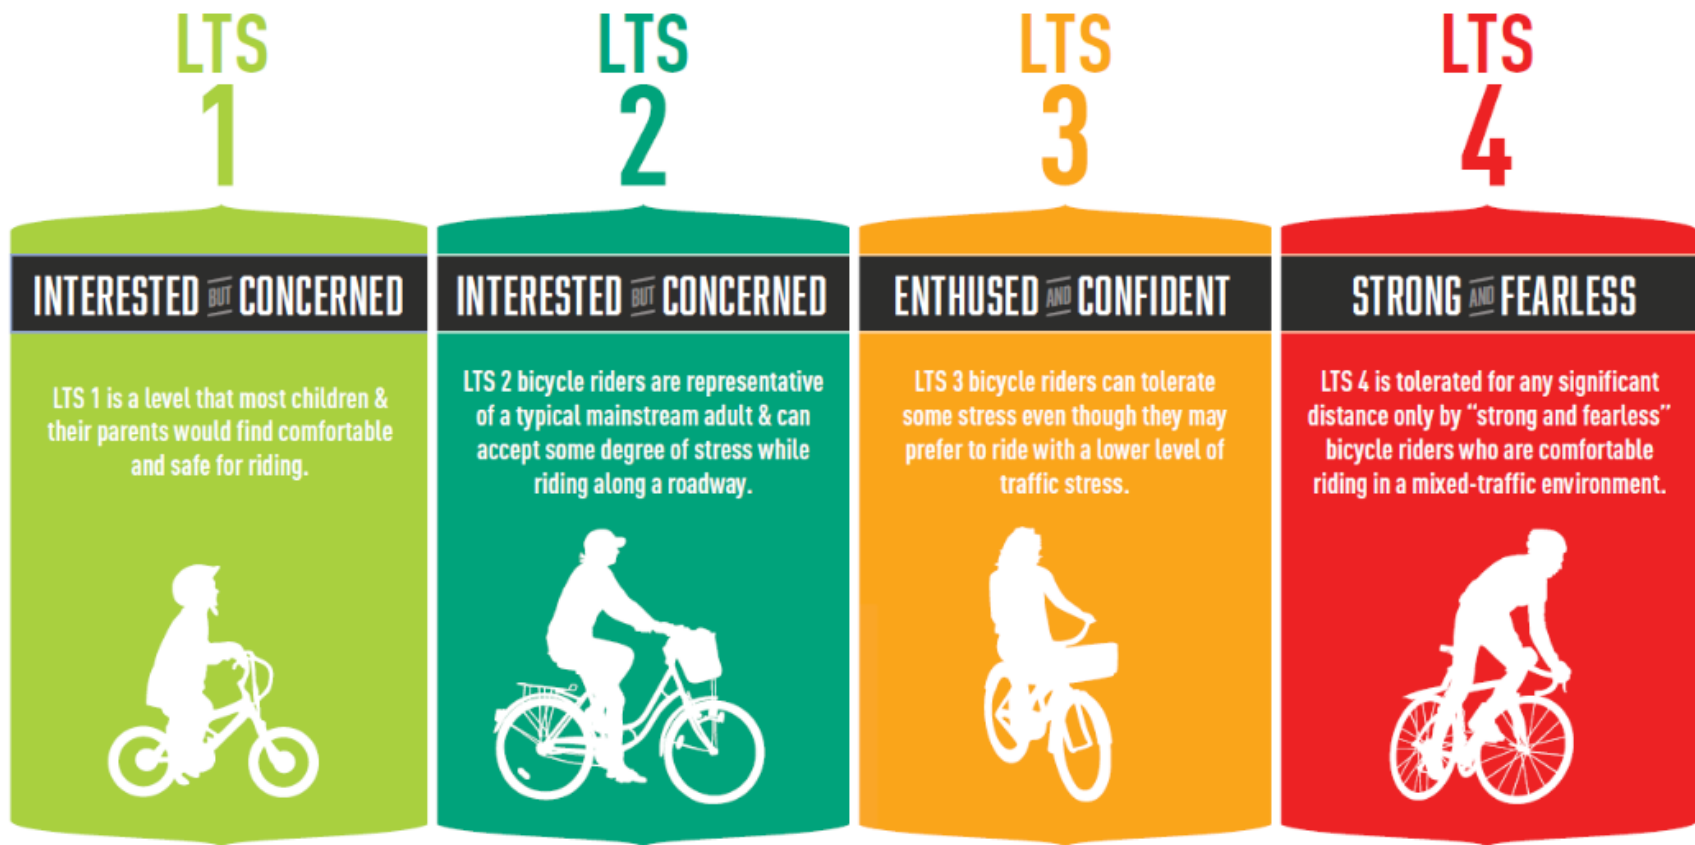 LTS
1
INTERESTED BUT CONCERNED
LTS 1 is a level that most children &
their parents would find comfortable
and safe for riding.
LTS
2
INTERESTED BUT CONCERNED
LTS 2 bicycle riders are representative
of a typical mainstream adult & can
accept some degree of stress while
riding along a roadway.
LTS
3
ENTHUSED AND CONFIDENT
LTS 3 bicycle riders can tolerate
some stress even though they may
prefer to ride with a lower level of
traffic stress.
LTS
4
STRONG AND FEARLESS
LTS 4 is tolerated for any significant
distance only by “strong and fearless”
bicycle riders who are comfortable
riding in a mixed-traffic environment.